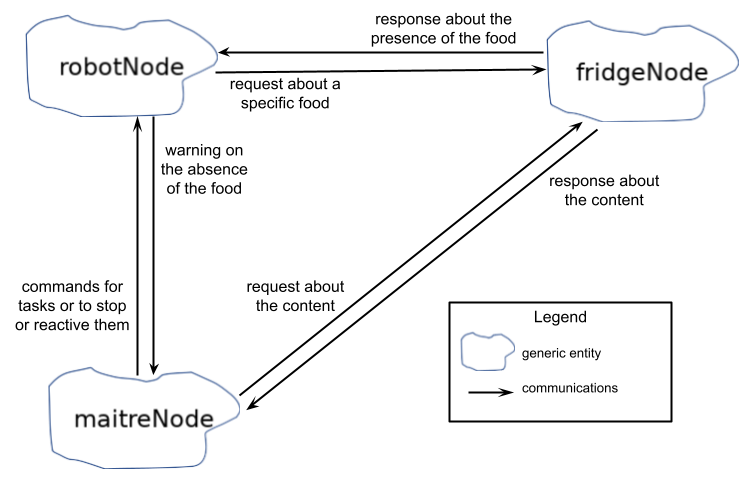 response about the
presence of the food
robotNode
fridgeNode
request about a
specific food
warning on
the absence
of the food
response about
the content
commands for
tasks or to stop
or reactive them
request about
the content
Legend
generic entity
communications
maitreNode